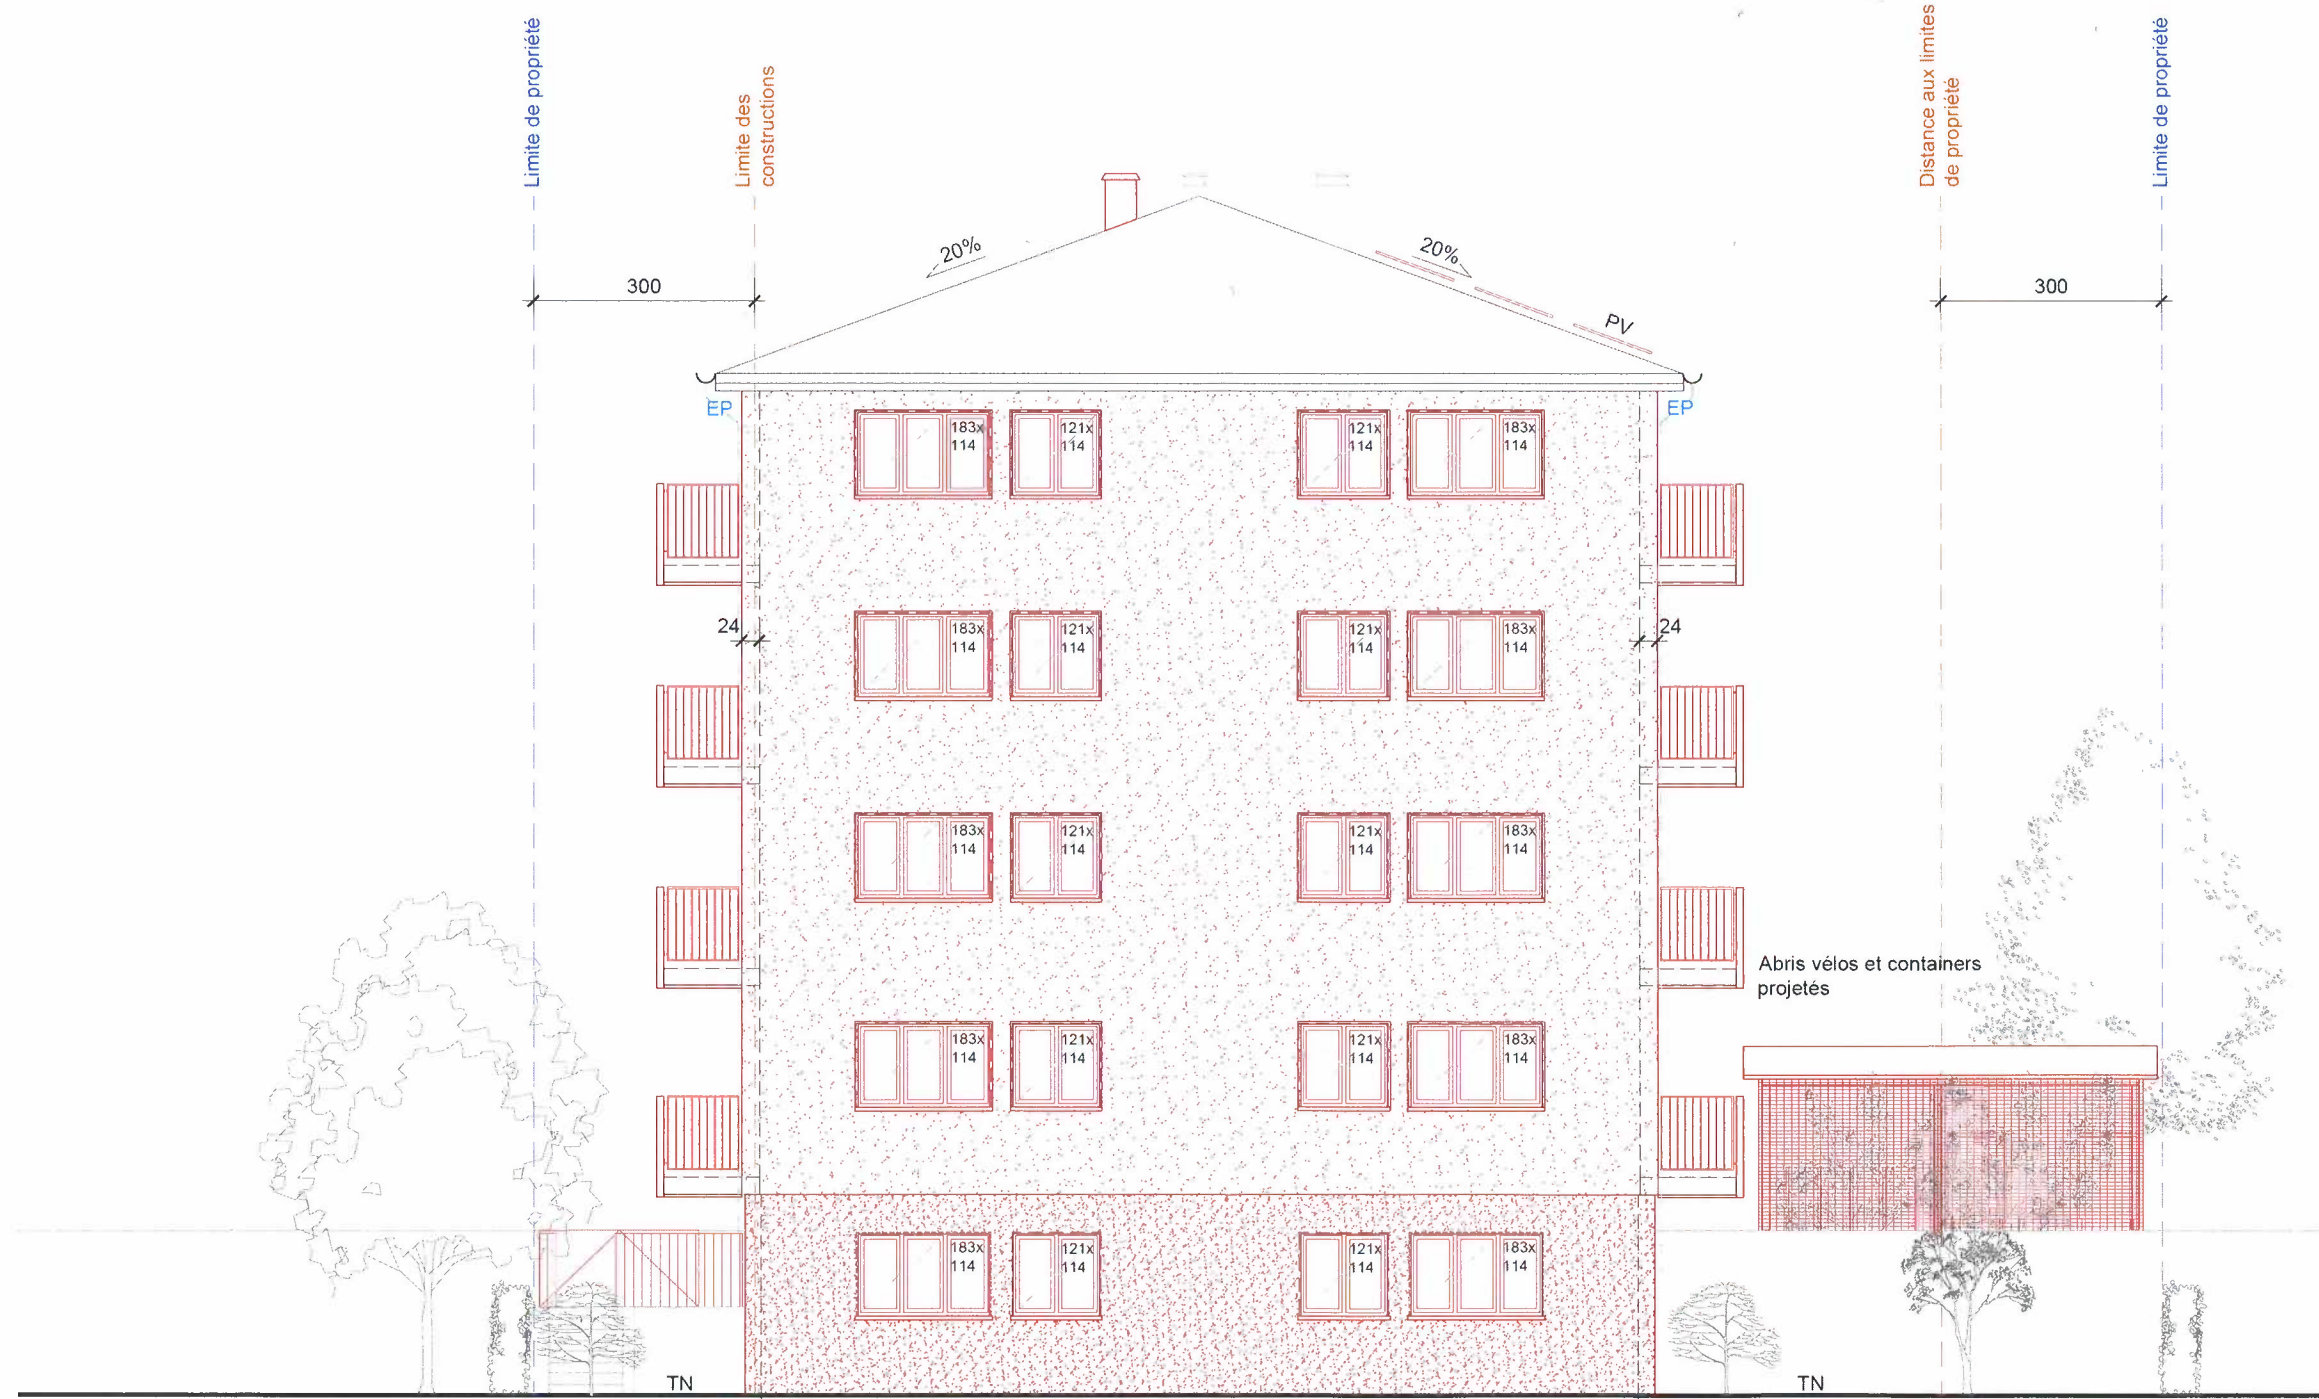 Limite de propriété
Limite des
constructions
Distance aux limites
de propriété
Limite de propriété
20%
20%
300
300
PV
EP
EP
183x
114
121x
114
121x
114
183x
114
24
24
183x
114
121x
114
121x
114
183x
114
183x
114
121x
114
121x
114
183x
114
Abris vélos et containers
projetés
183x
114
121x
114
121x
114
183x
114
183x
114
121x
114
121x
114
183x
114
TN
TN